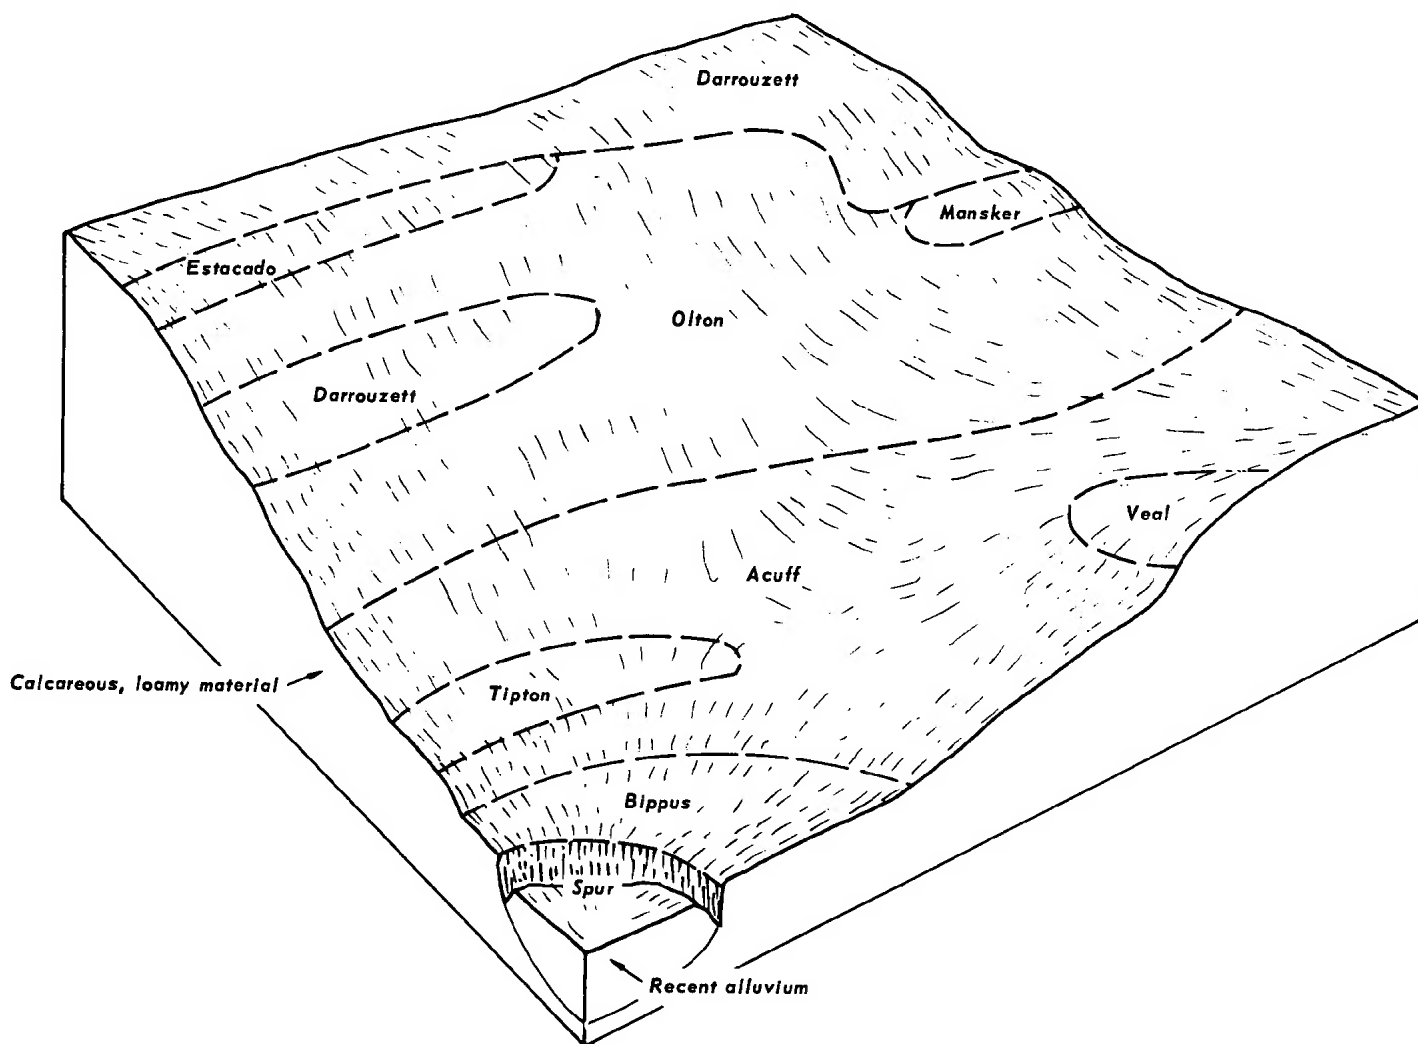 Darrouzett
Mansker
Estacado
Olton
Darrouzett
Veal
Acuff
Calcareous, loamy material
Tipton
Bippus
Spur
Recent alluvium